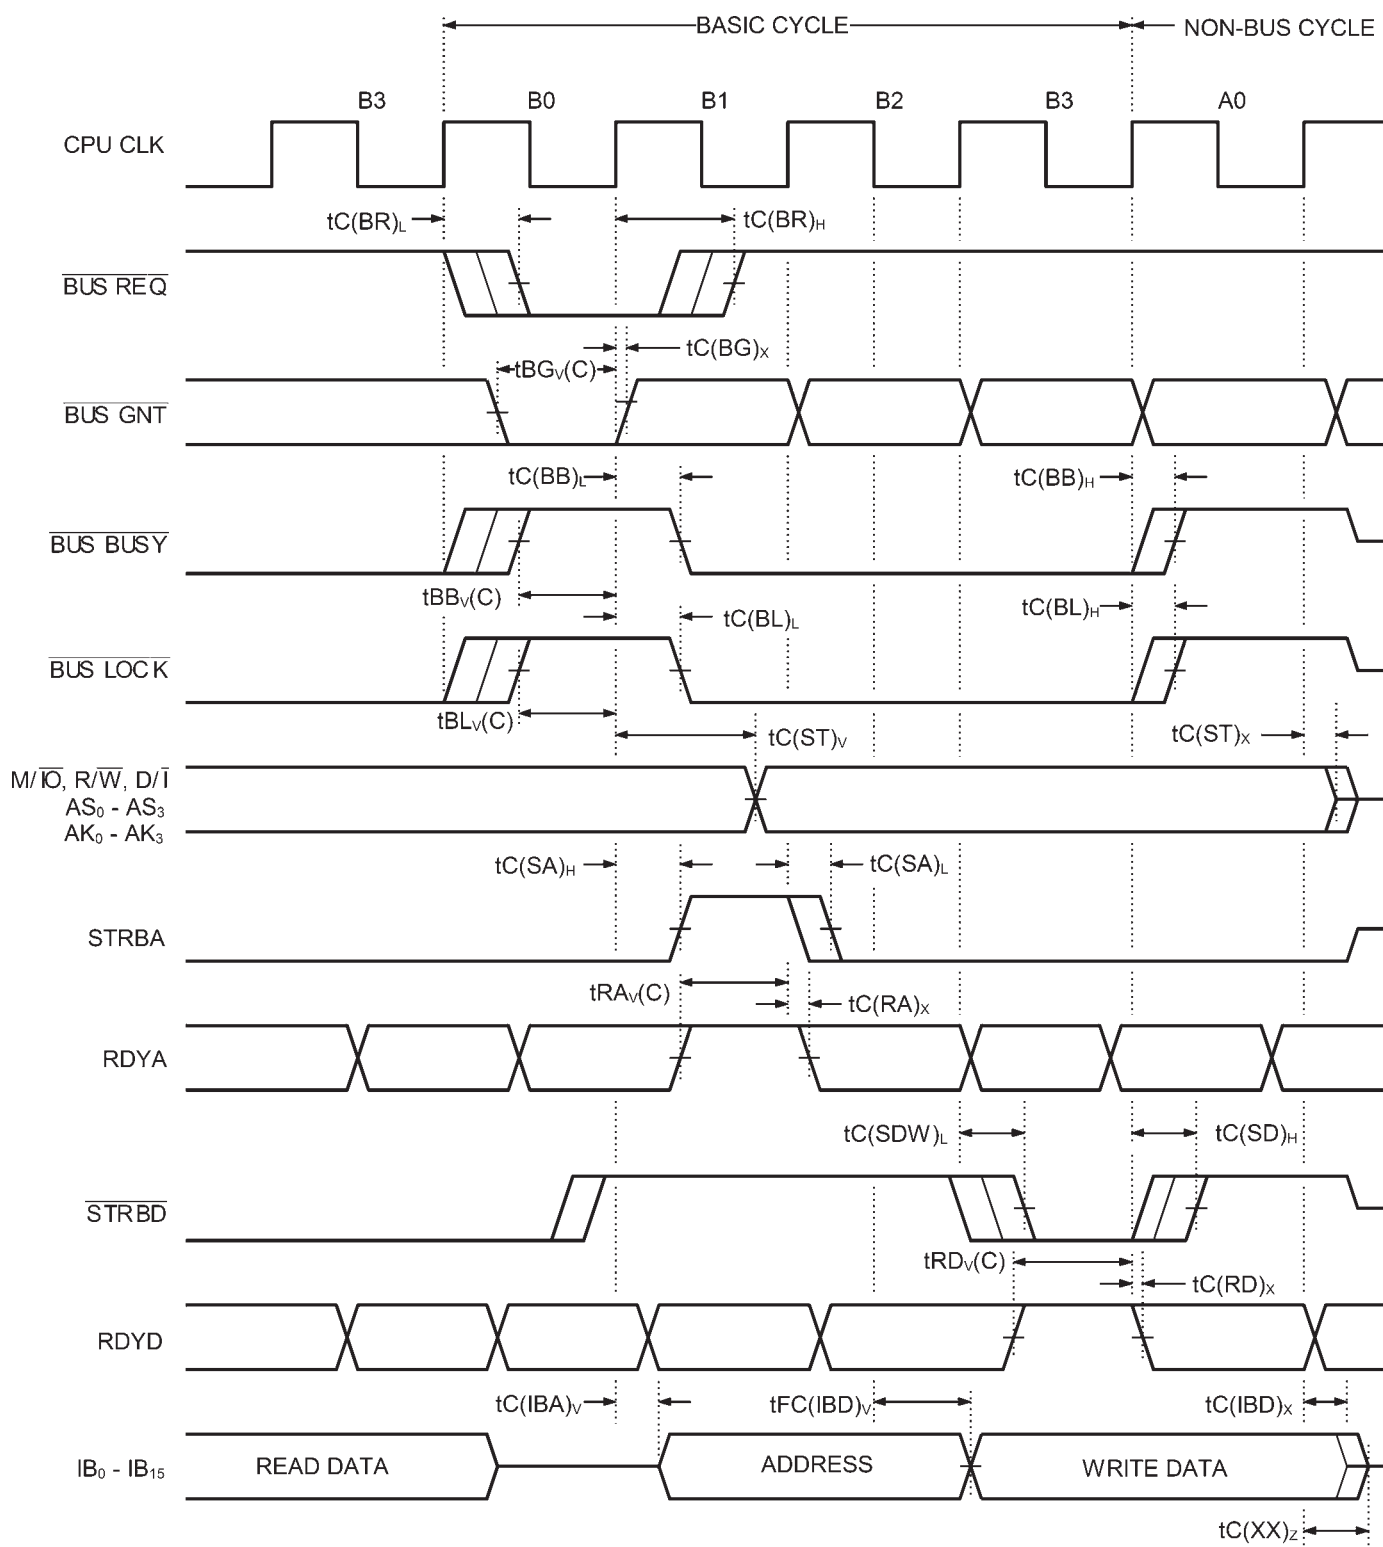 BASIC CYCLE NON-BUS CYCLE
B3 B0 B1 B2 B3 A0
CPU CLK
tC(BR)L tC(BR)H
BUS REQ
tC(BG)X
tBGV(C)
BUS GNT
tC(BB)L tC(BB)H
BUS BUSY
tBBV(C)
tC(BL)L tC(BL)H
BUS LOCK
tBLV(C)
tC(ST)V tC(ST)X
M/IO, R/W, D/I
AS0 - AS3
AK0 - AK3
tC(SA)H tC(SA)L
STRBA
tRAV(C) tC(RA)X
RDYA
tC(SDW)L tC(SD)H
STRBD
tRDV(C)
tC(RD)X
RDYD
tC(IBA)V tFC(IBD)V tC(IBD)X
IB0 - IB15 READ DATA ADDRESS WRITE DATA
tC(XX)Z